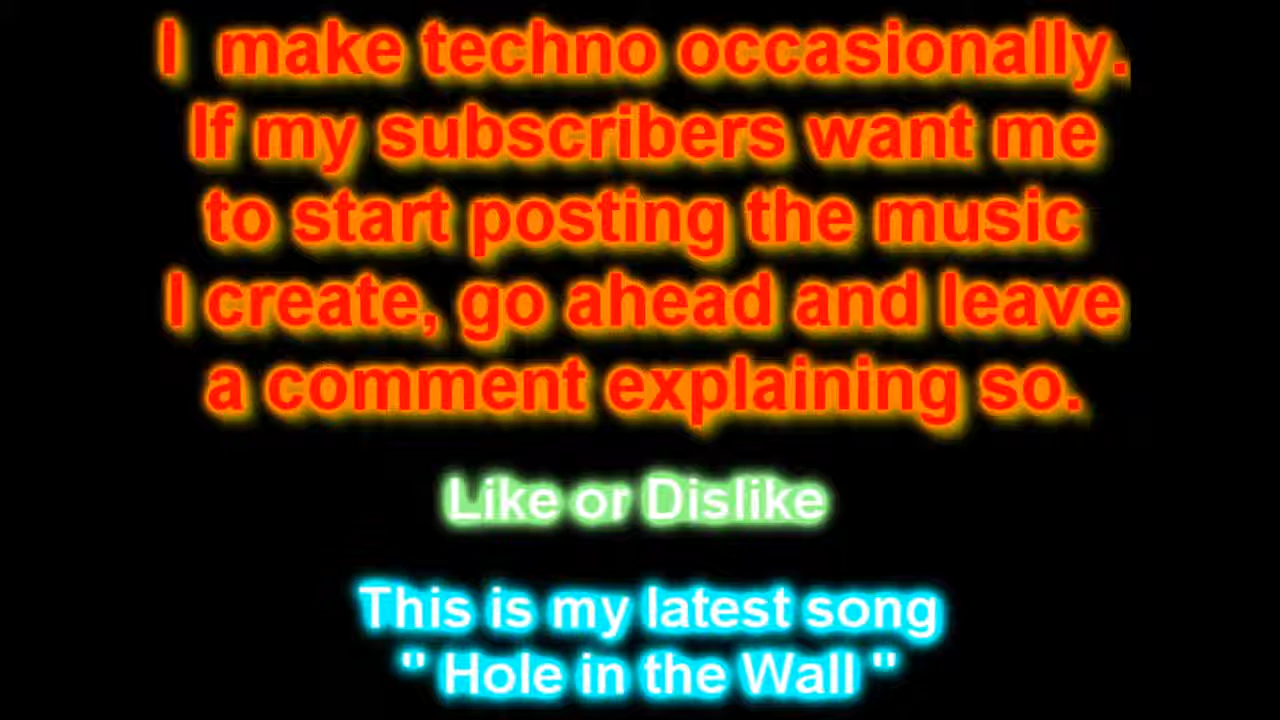 I  make techno occasionally.
If my subscribers want me
to start posting the music
I create, go ahead and leave
a comment explaining so.
Like or Dislike
This is my latest song
" Hole in the Wall "